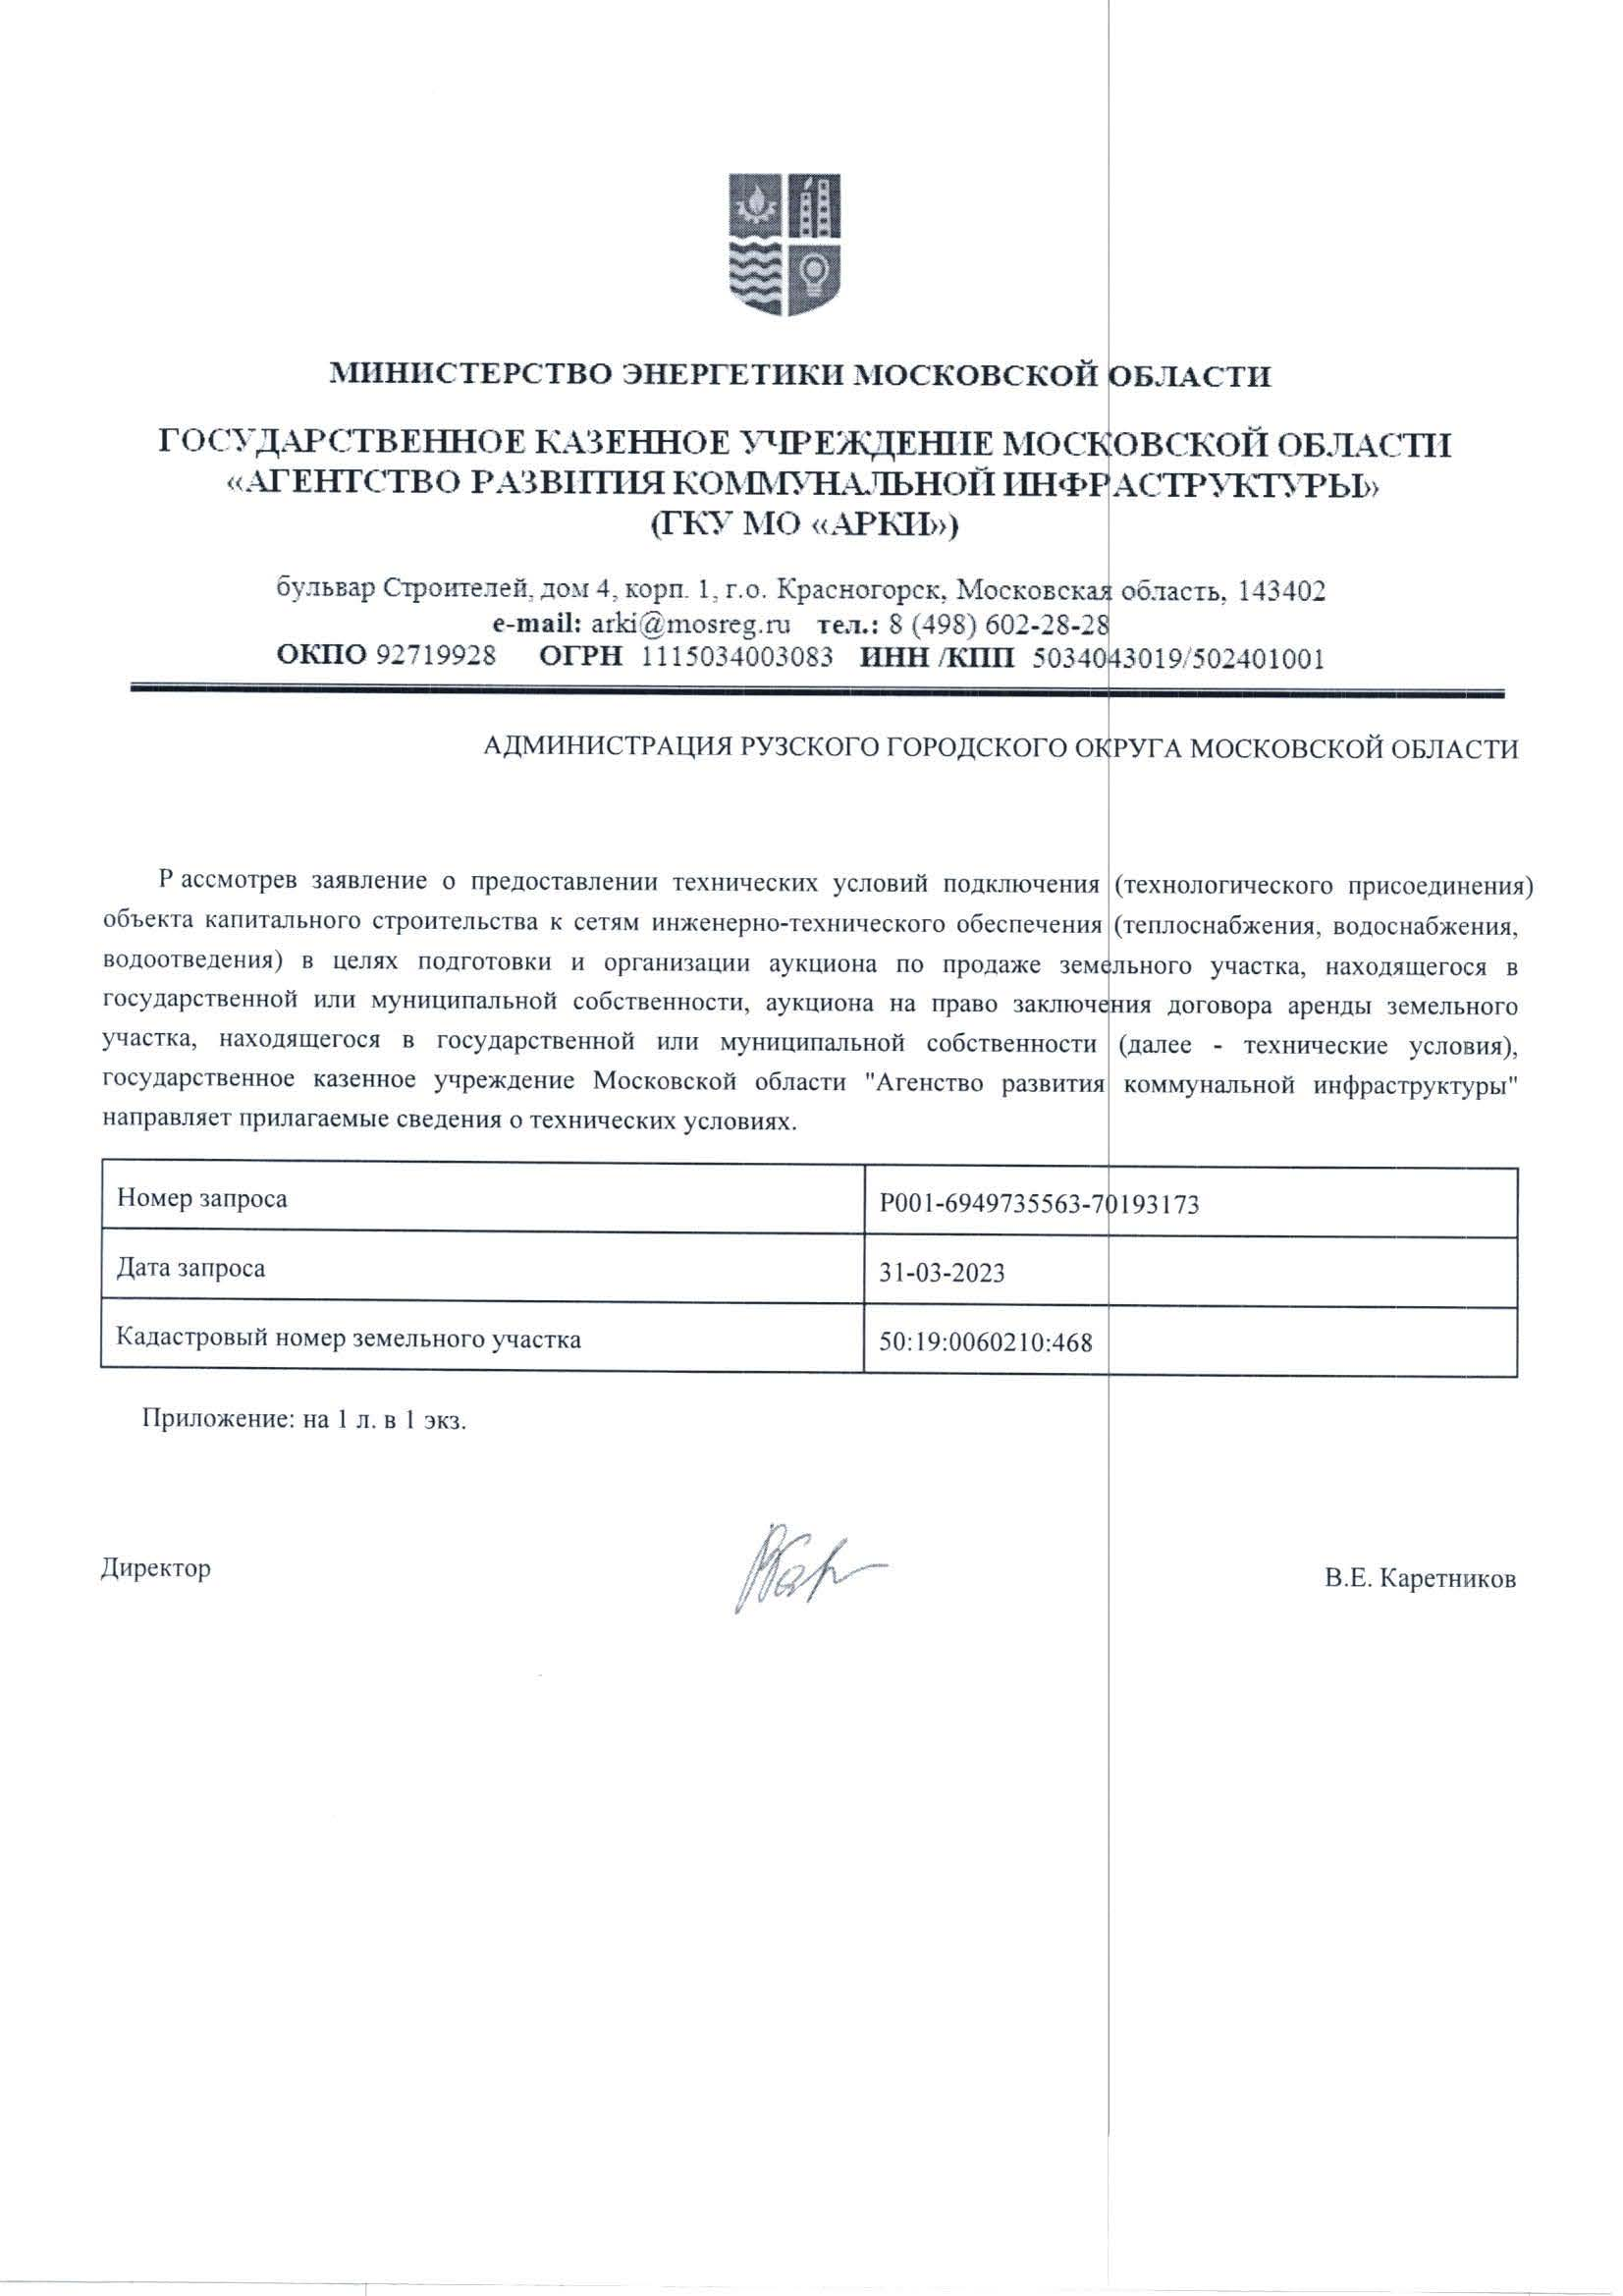 МИНИСТЕРСТВО ЭНЕРГЕТИКИ МОСКОВСКОЙ ОБЛАСТИ
ГОСУДАРСТВЕННОЕ КАЗЕННОЕ УЧРЕЖДЕНИЕ МОСКОВСКОЙ ОБЛАСТИ
«АГЕНТСТВО РАЗВИТИЯ КОММУНАЛЬНОЙ ИНФРАСТРУКТУРЫ»
(ГКУ МО «АРКИ»)
бульвар Строителей, дом 4, корп. 1, г.о. Красногорск, Московская область, 143402
e-mail: arki@mosreg.ru тел.: 8 (498) 602-28-28
ОКПО 92719928 ОГРН 1115034003083 ИНН /КПП 5034043019/502401001
АДМИНИСТРАЦИЯ РУЗСКОГО ГОРОДСКОГО ОКРУГА МОСКОВСКОЙ ОБЛАСТИ
Р ассмотрев заявление о предоставлении технических условий подключения (технологического присоединения)
объекта капитального строительства к сетям инженерно-технического обеспечения (теплоснабжения, водоснабжения,
водоотведения) в целях подготовки и организации аукциона по продаже земельного участка, находящегося в
государственной или муниципальной собственности, аукциона на право заключения договора аренды земельного
участка, находящегося в государственной или муниципальной собственности (далее - технические условия),
государственное казенное учреждение Московской области "Агенство развития коммунальной инфраструктуры"
направляет прилагаемые сведения о технических условиях.
Номер запроса P001-6949735563-70193173
Дата запроса 31-03-2023
Кадастровый номер земельного участка 50:19:0060210:468
Приложение: на 1 л. в 1 экз.
Директор В.Е. Каретников